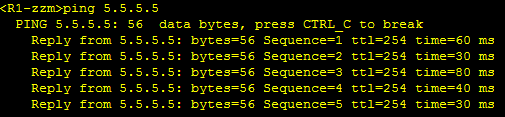 <R1-zzm>ping 5.5.5.5
PING 5.5.5.5: 56  data bytes, press CTRL_C to break
Reply from 5.5.5.5: bytes=56 Sequence=1 ttl=254 time=60 ms
Reply from 5.5.5.5: bytes=56 Sequence=2 ttl=254 time=30 ms
Reply from 5.5.5.5: bytes=56 Sequence=3 ttl=254 time=80 ms
Reply from 5.5.5.5: bytes=56 Sequence=4 ttl=254 time=40 ms
Reply from 5.5.5.5: bytes=56 Sequence=5 ttl=254 time=30 ms